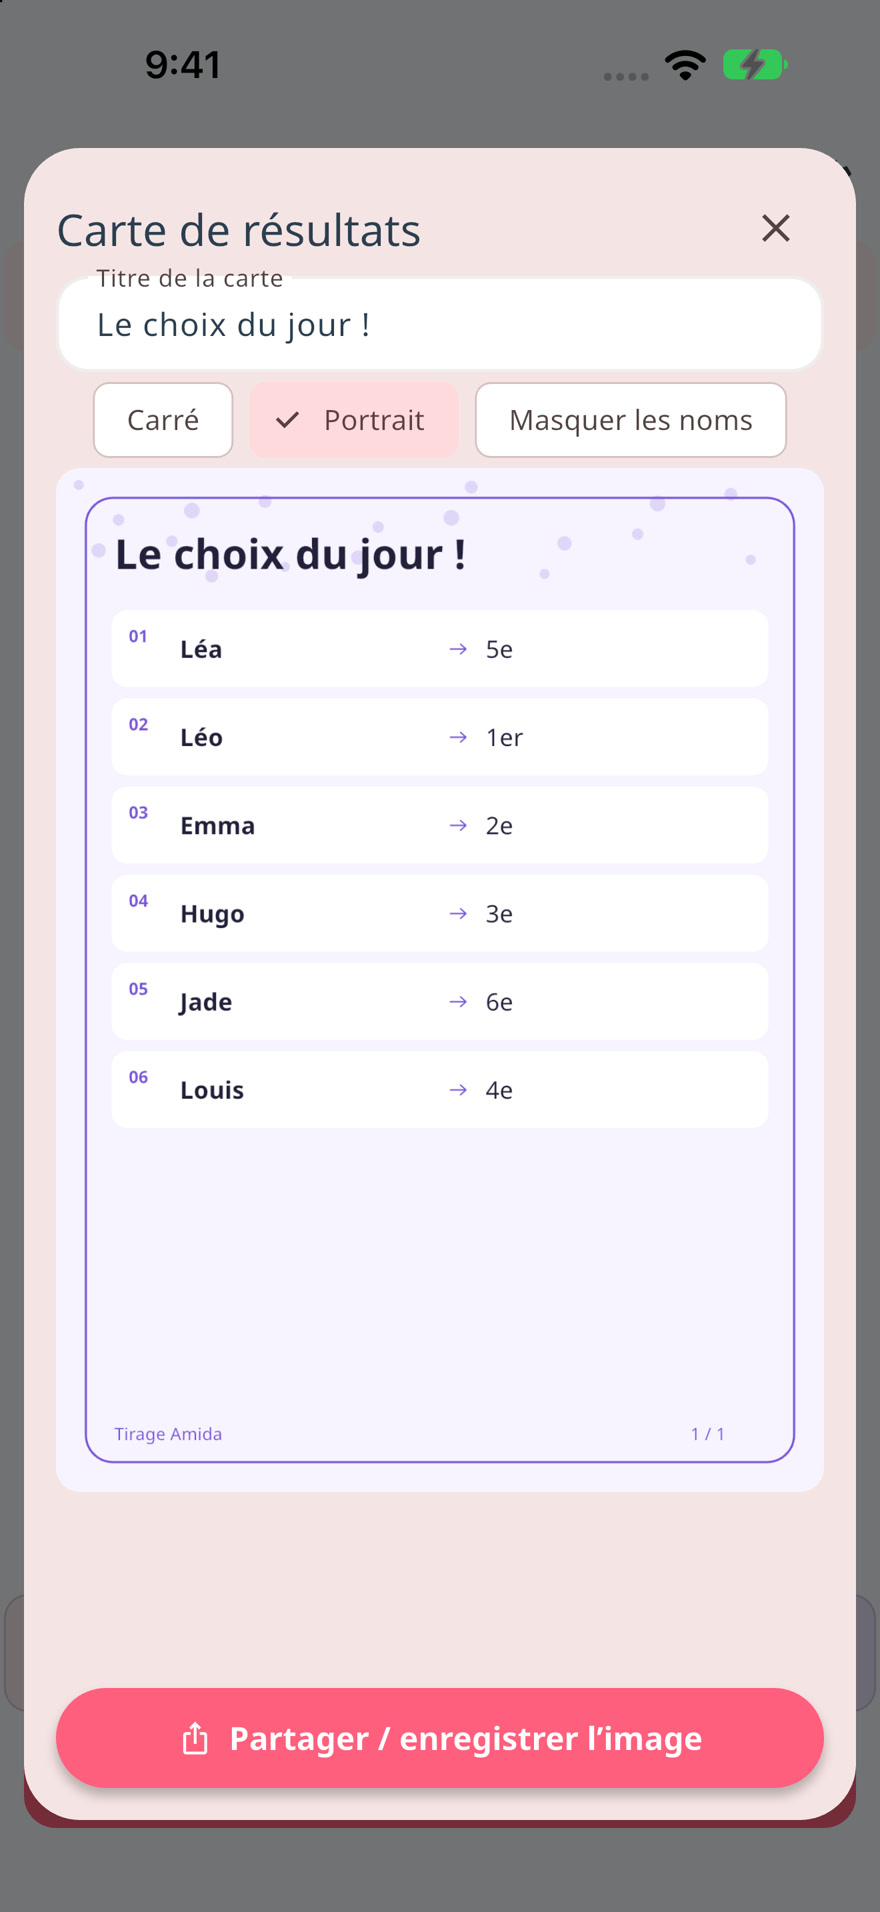 9:41
Carte de résultats
Titre de la carte
Le choix du jour !
Carré
Portrait
Masquer les noms
Le choix du jour !
01 Léa → 5e
02 Léo → 1er
03 Emma → 2e
04 Hugo → 3e
05 Jade → 6e
06 Louis → 4e
Tirage Amida 1 / 1
Partager / enregistrer l’image